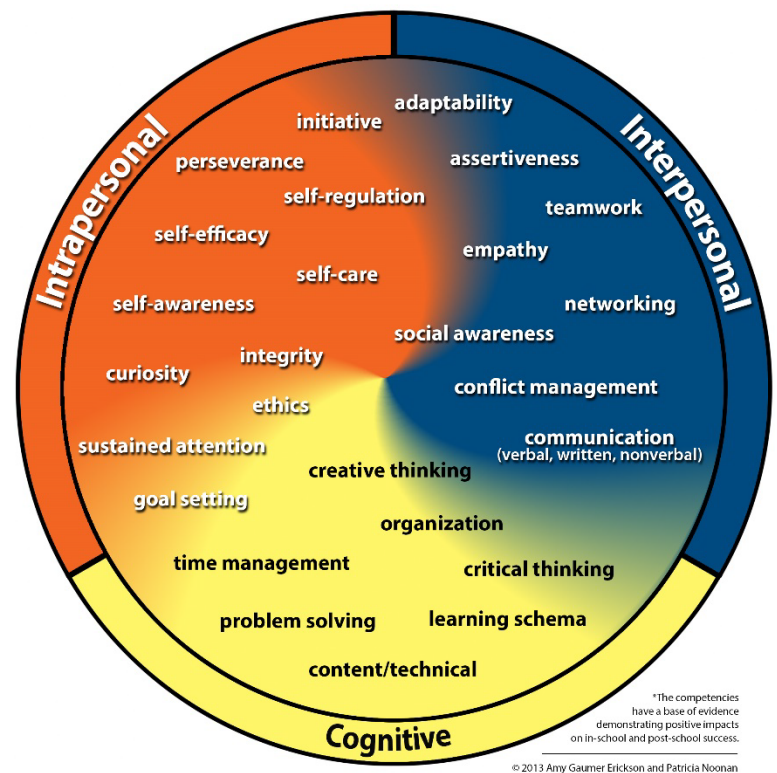 Intrapersonal
Interpersonal
Cognitive
adaptability
initiative
assertiveness
perseverance
self-regulation
teamwork
self-efficacy
empathy
self-care
self-awareness
networking
social awareness
integrity
curiosity
conflict management
ethics
sustained attention
communication
(verbal, written, nonverbal)
creative thinking
goal setting
organization
time management
critical thinking
problem solving
learning schema
content/technical
*The competencies
have a base of evidence
demonstrating positive impacts
on in-school and post-school success.
© 2013 Amy Gaumer Erickson and Patricia Noonan